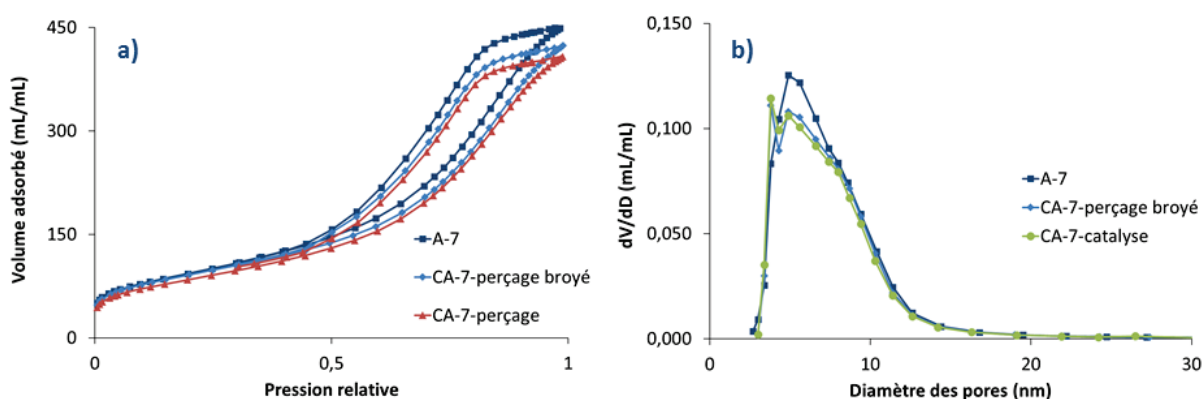 a)
Volume adsorbé (mL/mL)
450
300
150
0
0
0,5
1
Pression relative
A-7
CA-7-perçage broyé
CA-7-perçage
b)
dV/dD (mL/mL)
0,150
0,100
0,050
0,000
0
10
20
30
Diamètre des pores (nm)
A-7
CA-7-perçage broyé
CA-7-catalyse